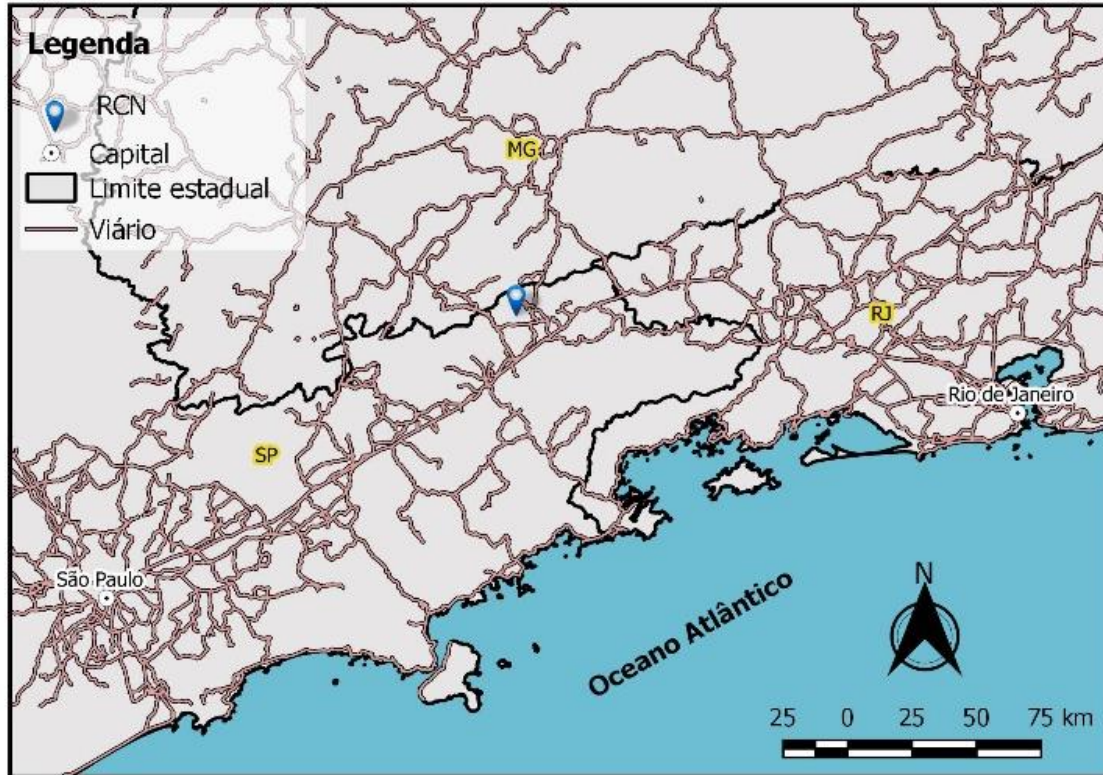 Legenda
RCN
Capital
Limite estadual
Viário
MG
RJ
Rio de Janeiro
SP
São Paulo
Oceano Atlântico
N
25 0 25 50 75 km